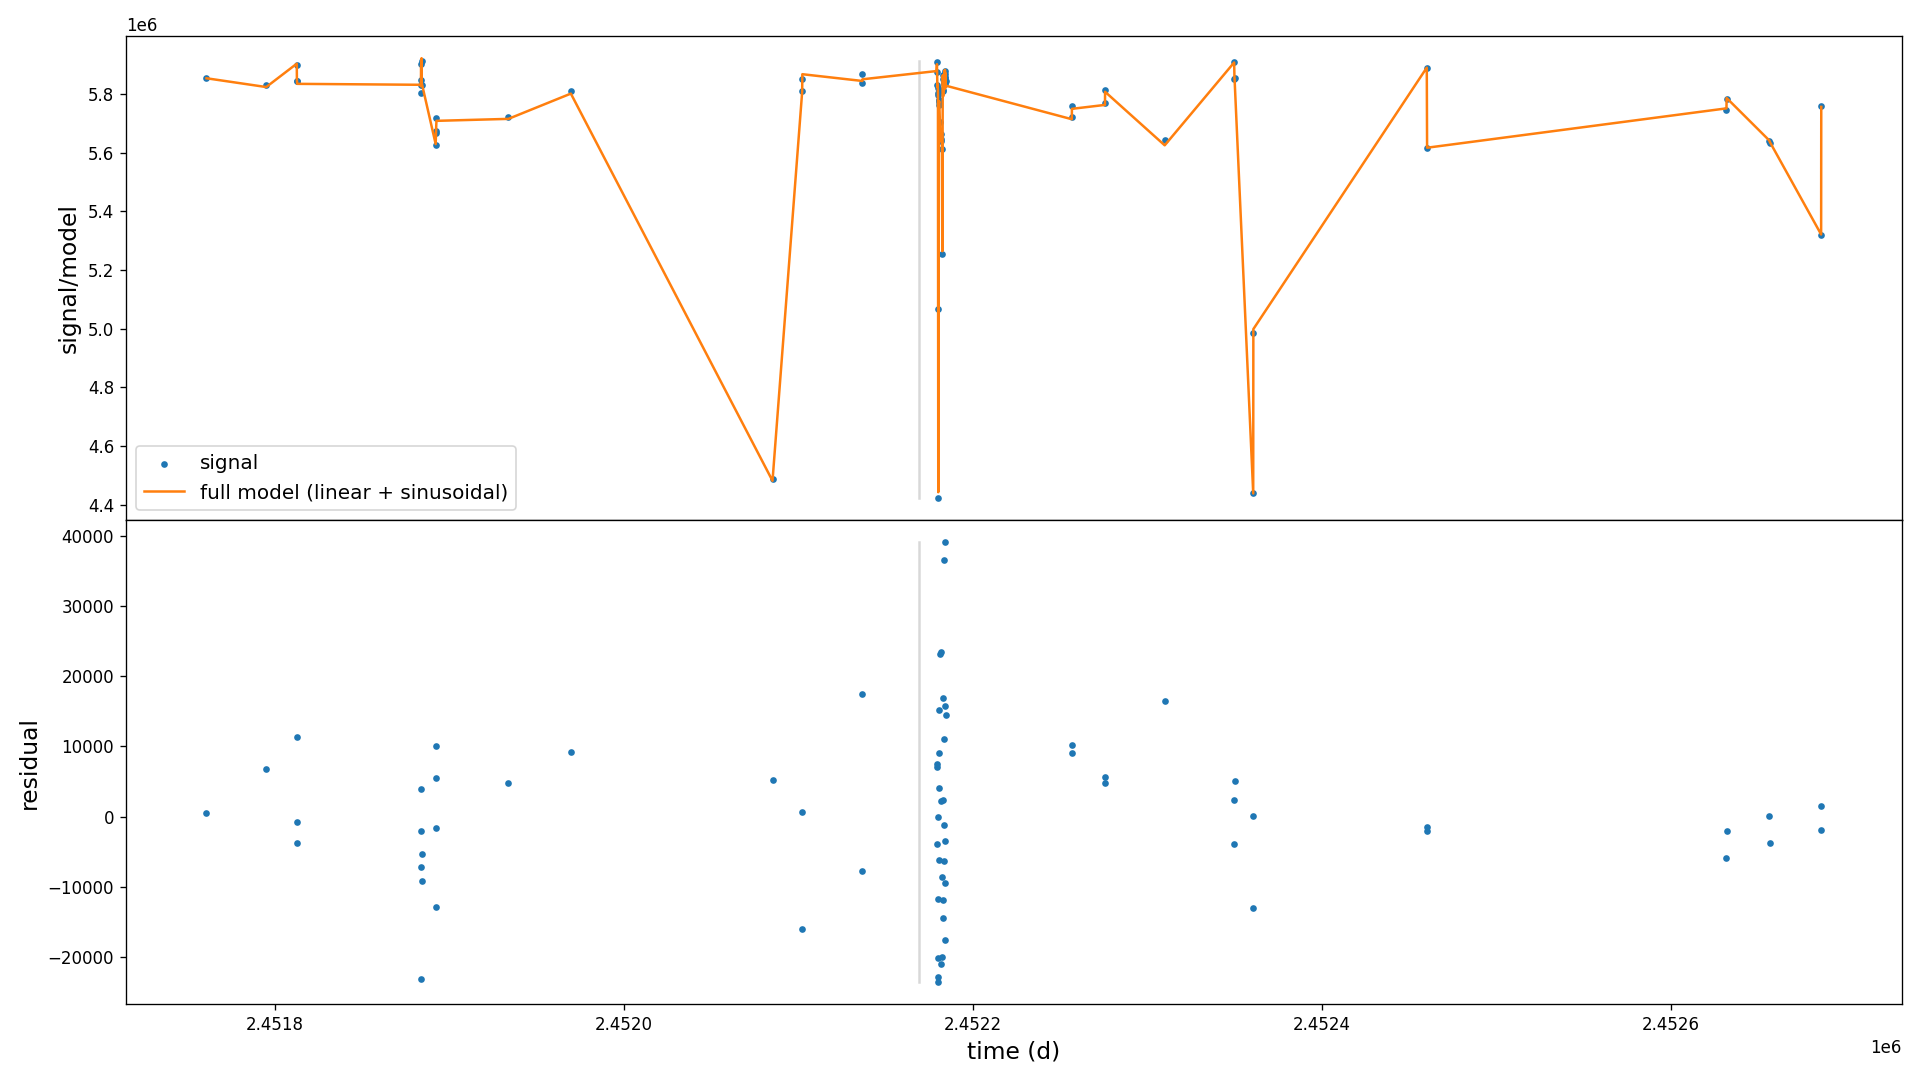 1e6
signal/model
5.8
5.6
5.4
5.2
5.0
4.8
4.6
4.4
signal
full model (linear + sinusoidal)
residual
40000
30000
20000
10000
0
−10000
−20000
2.4518
2.4520
2.4522
2.4524
2.4526
time (d)
1e6